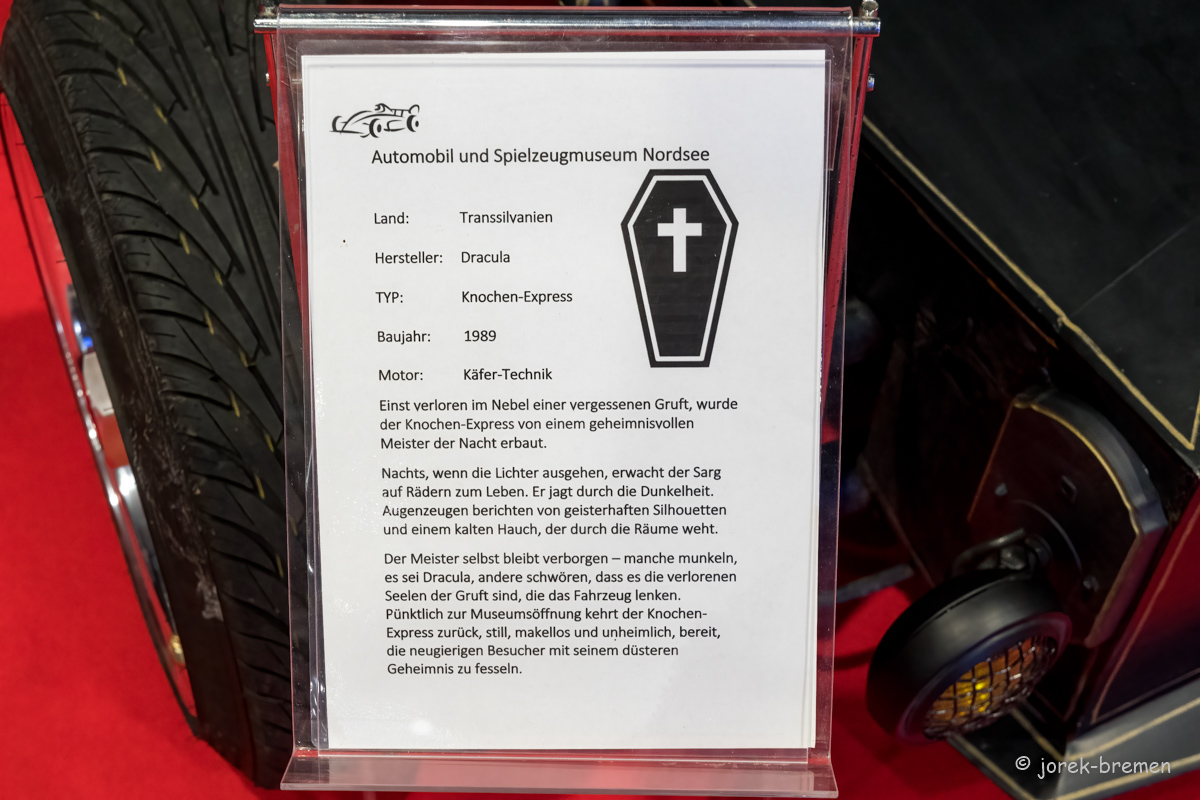 Automobil und Spielzeugmuseum Nordsee
Land: Transsilvanien
Hersteller: Dracula
TYP: Knochen-Express
Baujahr: 1989
Motor: Käfer-Technik
Einst verloren im Nebel einer vergessenen Gruft, wurde
der Knochen-Express von einem geheimnisvollen
Meister der Nacht erbaut.
Nachts, wenn die Lichter ausgehen, erwacht der Sarg
auf Rädern zum Leben. Er jagt durch die Dunkelheit.
Augenzeugen berichten von geisterhaften Silhouetten
und einem kalten Hauch, der durch die Räume weht.
Der Meister selbst bleibt verborgen – manche munkeln,
es sei Dracula, andere schwören, dass es die verlorenen
Seelen der Gruft sind, die das Fahrzeug lenken.
Pünktlich zur Museumsöffnung kehrt der Knochen-
Express zurück, still, makellos und unheimlich, bereit,
die neugierigen Besucher mit seinem düsteren
Geheimnis zu fesseln.
© jorek-bremen